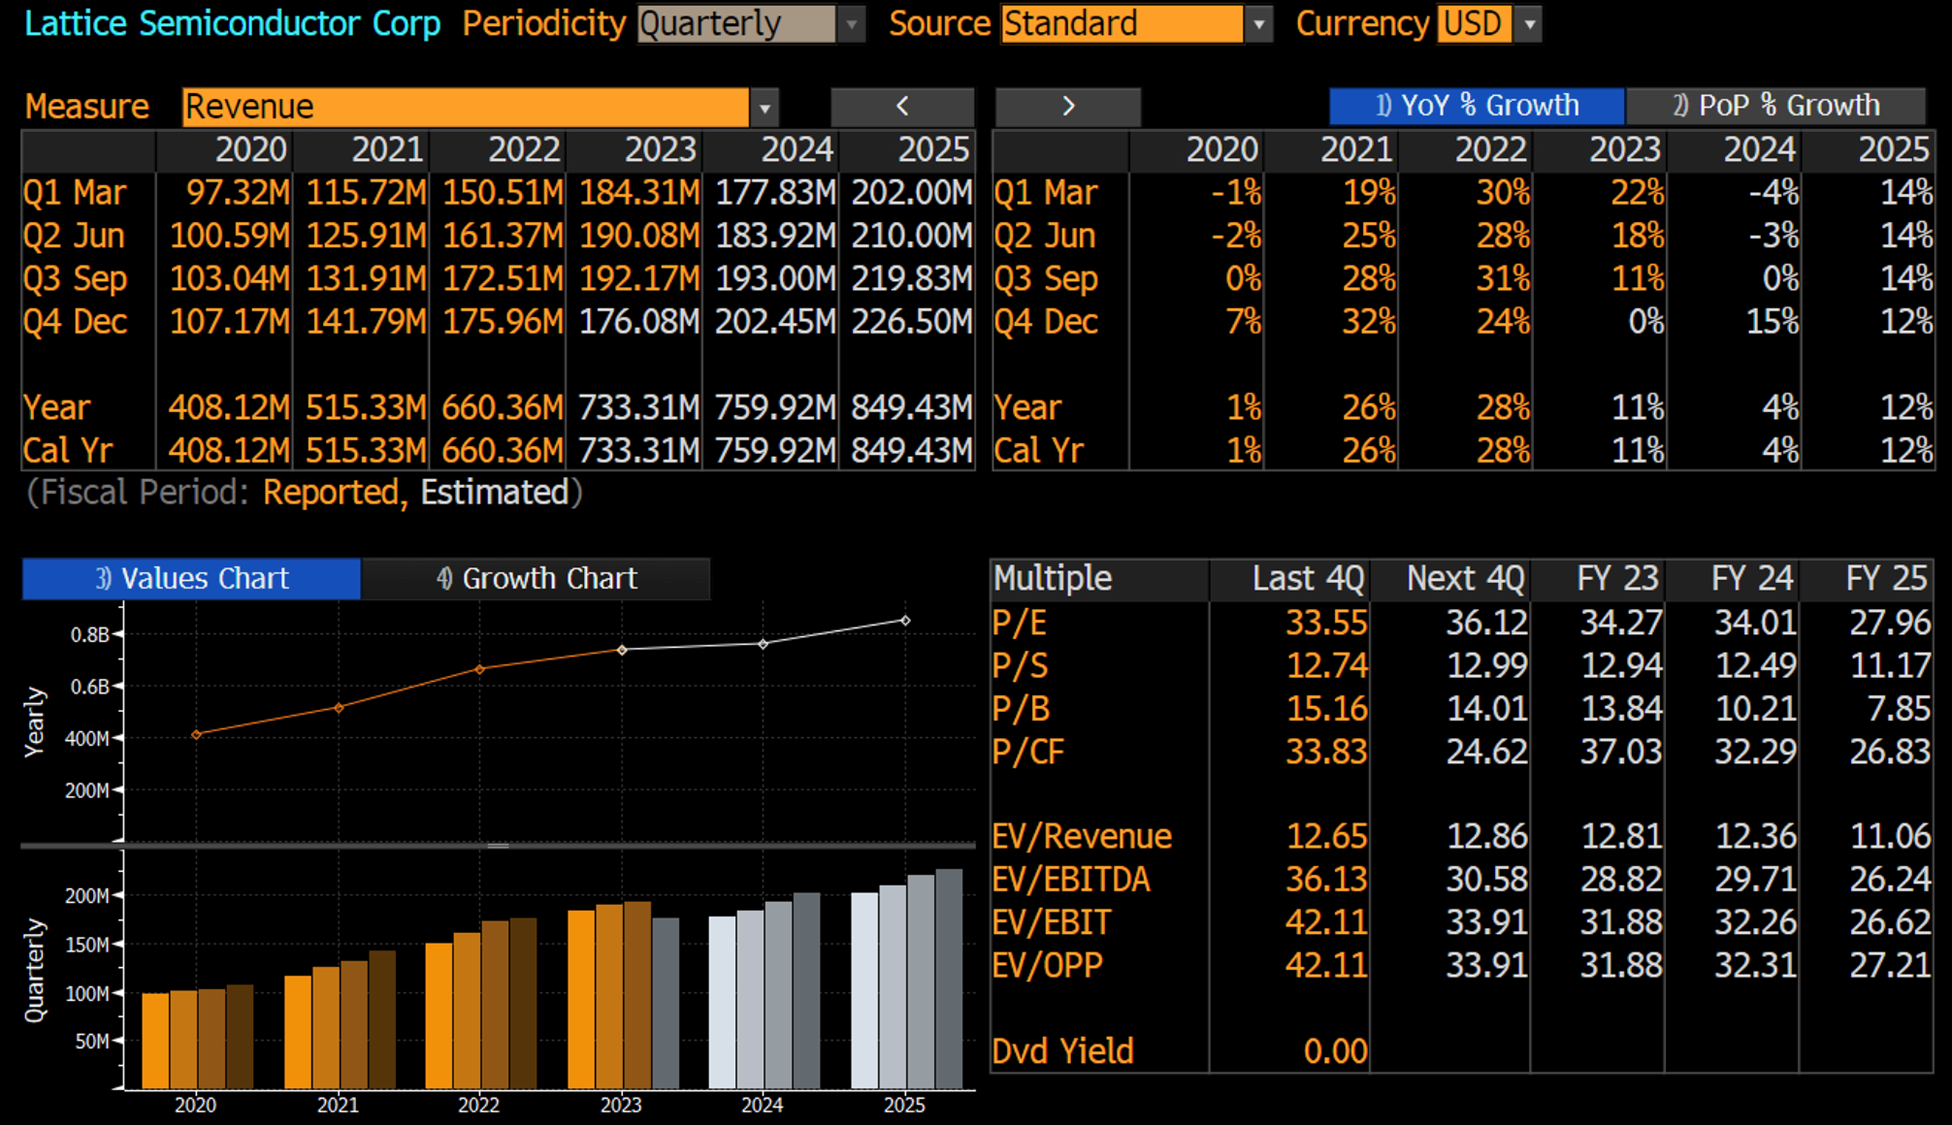 Lattice Semiconductor Corp Periodicity Quarterly Source Standard Currency USD
Measure Revenue < > 1) YoY % Growth 2) PoP % Growth
2020 2021 2022 2023 2024 2025 2020 2021 2022 2023 2024 2025
Q1 Mar 97.32M 115.72M 150.51M 184.31M 177.83M 202.00M Q1 Mar -1% 19% 30% 22% -4% 14%
Q2 Jun 100.59M 125.91M 161.37M 190.08M 183.92M 210.00M Q2 Jun -2% 25% 28% 18% -3% 14%
Q3 Sep 103.04M 131.91M 172.51M 192.17M 193.00M 219.83M Q3 Sep 0% 28% 31% 11% 0% 14%
Q4 Dec 107.17M 141.79M 175.96M 176.08M 202.45M 226.50M Q4 Dec 7% 32% 24% 0% 15% 12%
Year 408.12M 515.33M 660.36M 733.31M 759.92M 849.43M Year 1% 26% 28% 11% 4% 12%
Cal Yr 408.12M 515.33M 660.36M 733.31M 759.92M 849.43M Cal Yr 1% 26% 28% 11% 4% 12%
(Fiscal Period: Reported, Estimated)
3) Values Chart 4) Growth Chart
Yearly
0.8B
0.6B
400M
200M
Quarterly
200M
150M
100M
50M
2020 2021 2022 2023 2024 2025
Multiple Last 4Q Next 4Q FY 23 FY 24 FY 25
P/E 33.55 36.12 34.27 34.01 27.96
P/S 12.74 12.99 12.94 12.49 11.17
P/B 15.16 14.01 13.84 10.21 7.85
P/CF 33.83 24.62 37.03 32.29 26.83
EV/Revenue 12.65 12.86 12.81 12.36 11.06
EV/EBITDA 36.13 30.58 28.82 29.71 26.24
EV/EBIT 42.11 33.91 31.88 32.26 26.62
EV/OPP 42.11 33.91 31.88 32.31 27.21
Dvd Yield 0.00